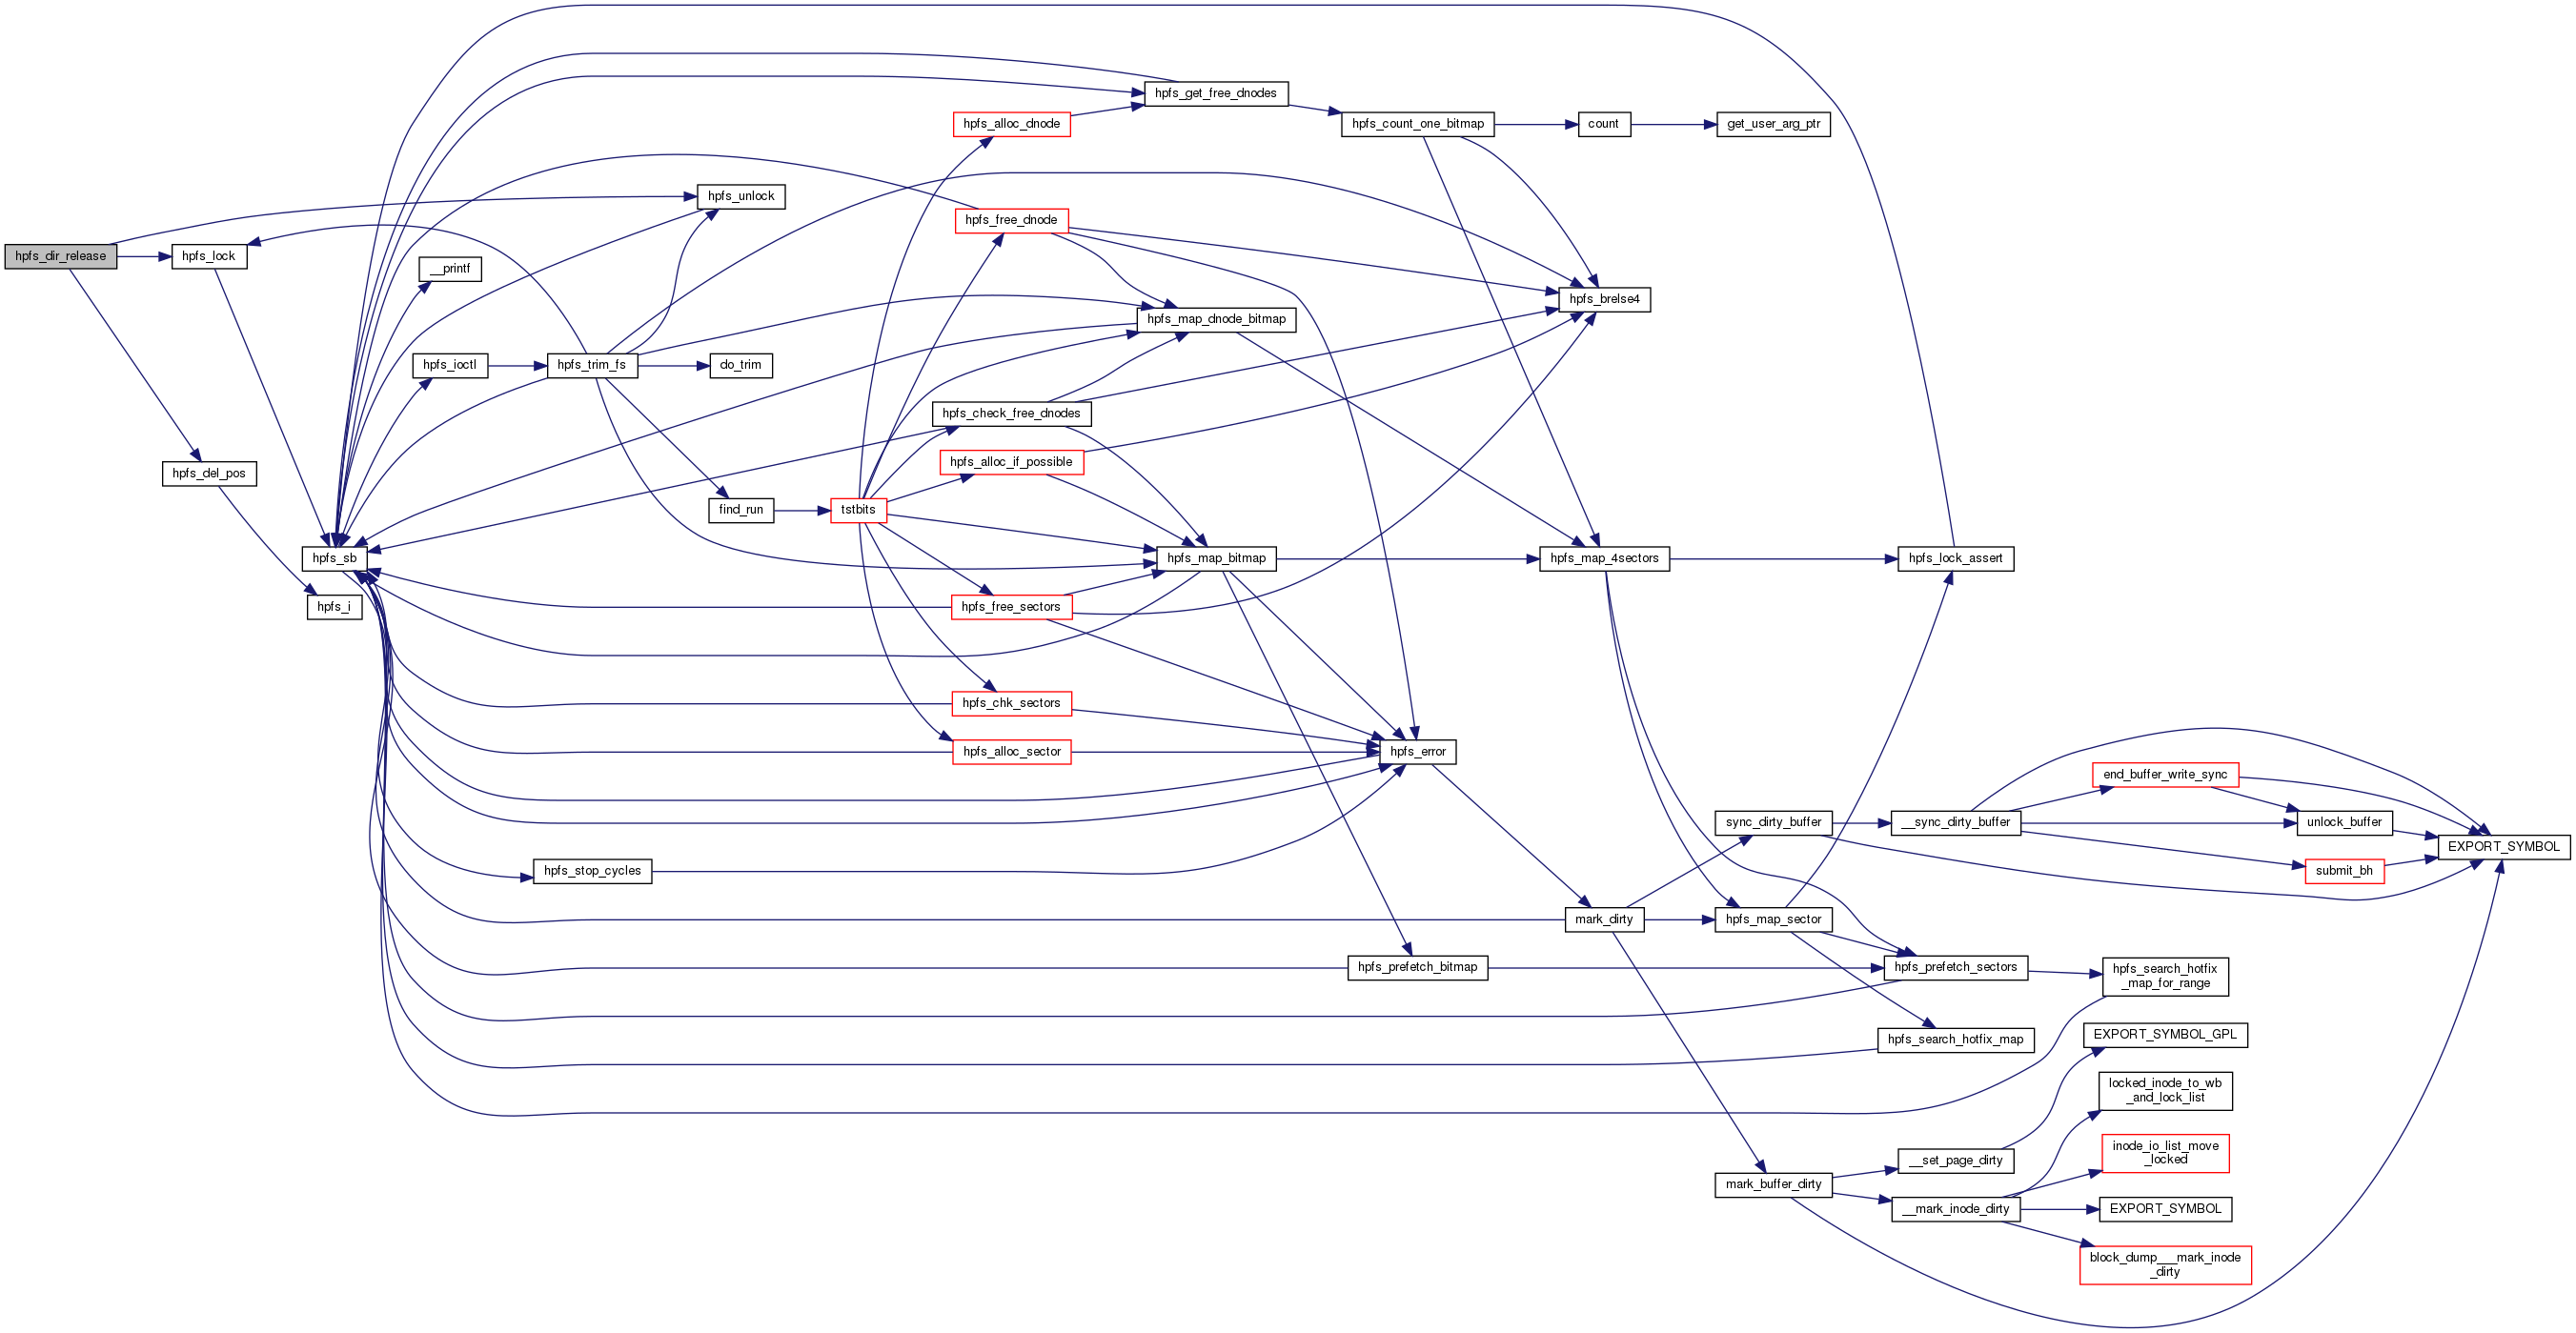 hpfs_get_free_dnodes
hpfs_alloc_dnode
hpfs_count_one_bitmap
count
get_user_arg_ptr
hpfs_unlock
hpfs_free_dnode
hpfs_dir_release
hpfs_lock
__printf
hpfs_brelse4
hpfs_map_dnode_bitmap
hpfs_ioctl
hpfs_trim_fs
do_trim
hpfs_check_free_dnodes
hpfs_alloc_if_possible
hpfs_del_pos
find_run
tstbits
hpfs_sb
hpfs_map_bitmap
hpfs_map_4sectors
hpfs_lock_assert
hpfs_i
hpfs_free_sectors
hpfs_chk_sectors
hpfs_alloc_sector
hpfs_error
end_buffer_write_sync
sync_dirty_buffer
__sync_dirty_buffer
unlock_buffer
EXPORT_SYMBOL
hpfs_stop_cycles
submit_bh
mark_dirty
hpfs_map_sector
hpfs_prefetch_bitmap
hpfs_prefetch_sectors
hpfs_search_hotfix
_map_for_range
hpfs_search_hotfix_map
EXPORT_SYMBOL_GPL
locked_inode_to_wb
_and_lock_list
inode_io_list_move
_locked
__set_page_dirty
mark_buffer_dirty
__mark_inode_dirty
EXPORT_SYMBOL
block_dump___mark_inode
_dirty